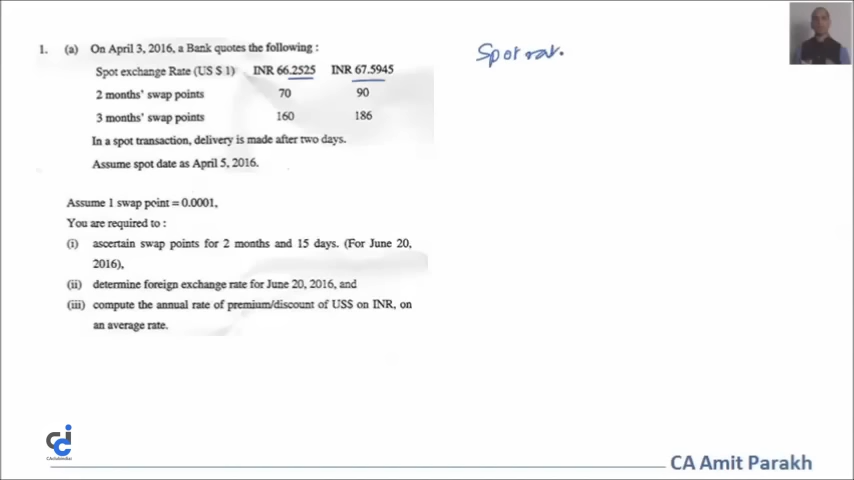 1. (a) On April 3, 2016, a Bank quotes the following :
Spot exchange Rate (US $ 1) INR 66.2525 INR 67.5945
2 months' swap points 70 90
3 months' swap points 160 186
In a spot transaction, delivery is made after two days.
Assume spot date as April 5, 2016.
Assume 1 swap point = 0.0001,
You are required to :
(i) ascertain swap points for 2 months and 15 days. (For June 20,
2016),
(ii) determine foreign exchange rate for June 20, 2016, and
(iii) compute the annual rate of premium/discount of US$ on INR, on
an average rate.
Spot rat.
CA Amit Parakh